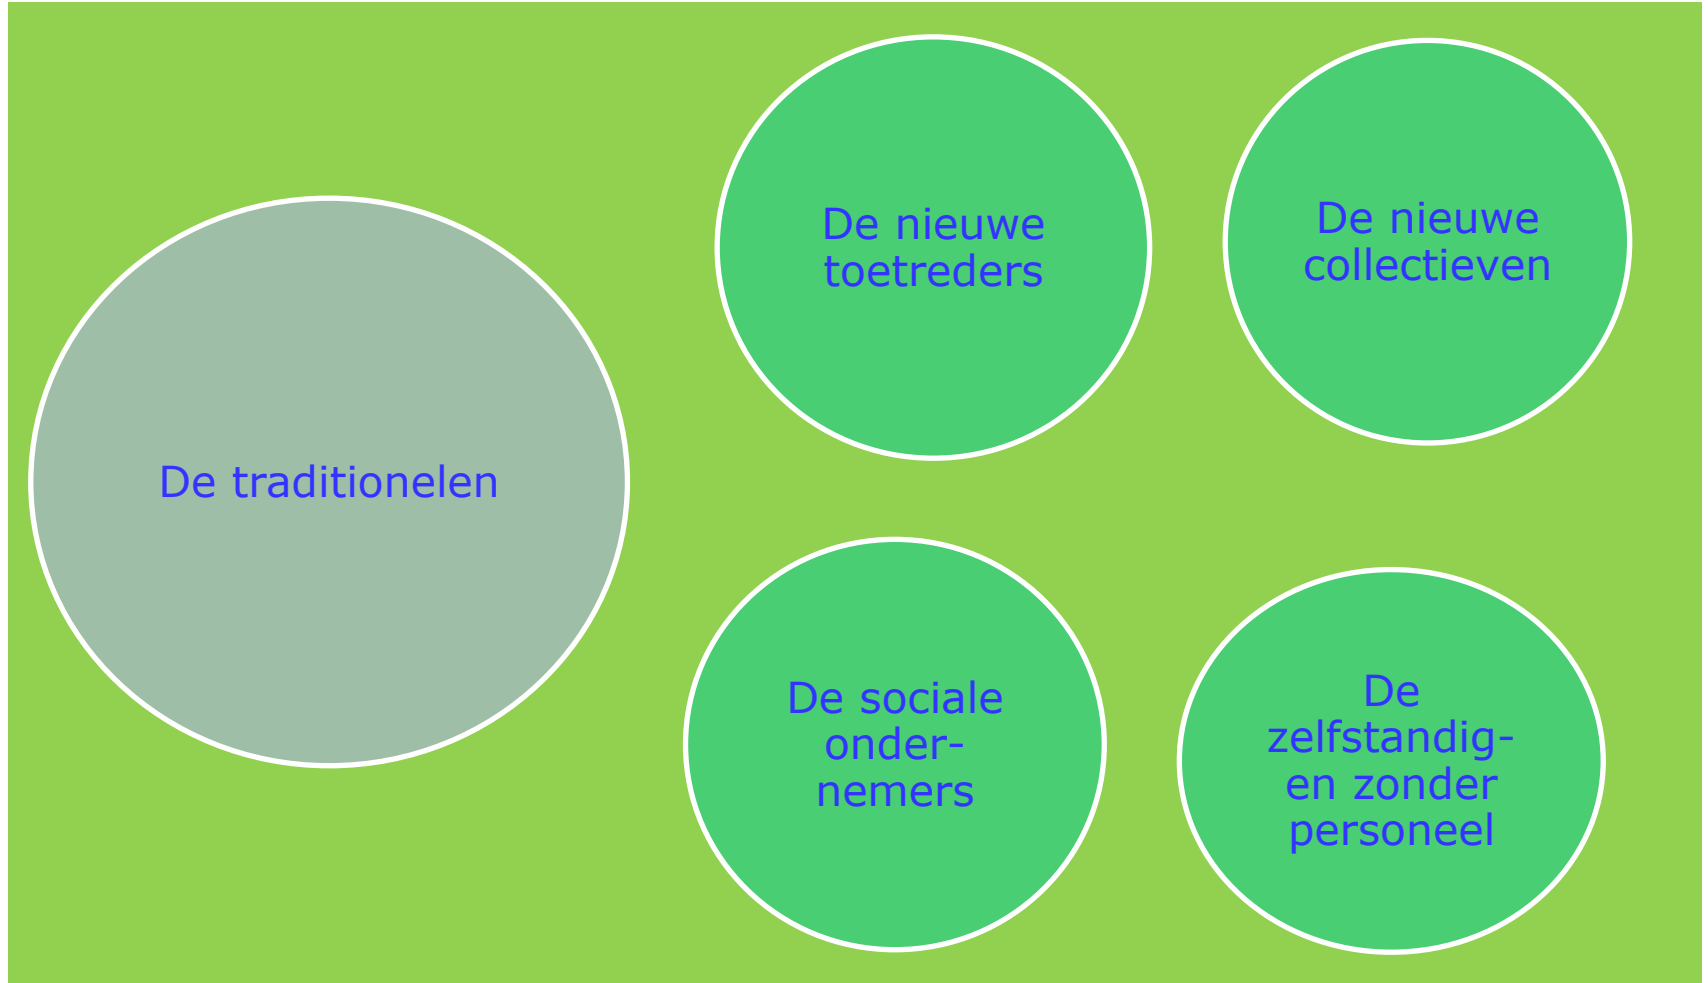 De traditionelen
De nieuwe
toetreders
De nieuwe
collectieven
De sociale
onder-
nemers
De
zelfstandig-
en zonder
personeel